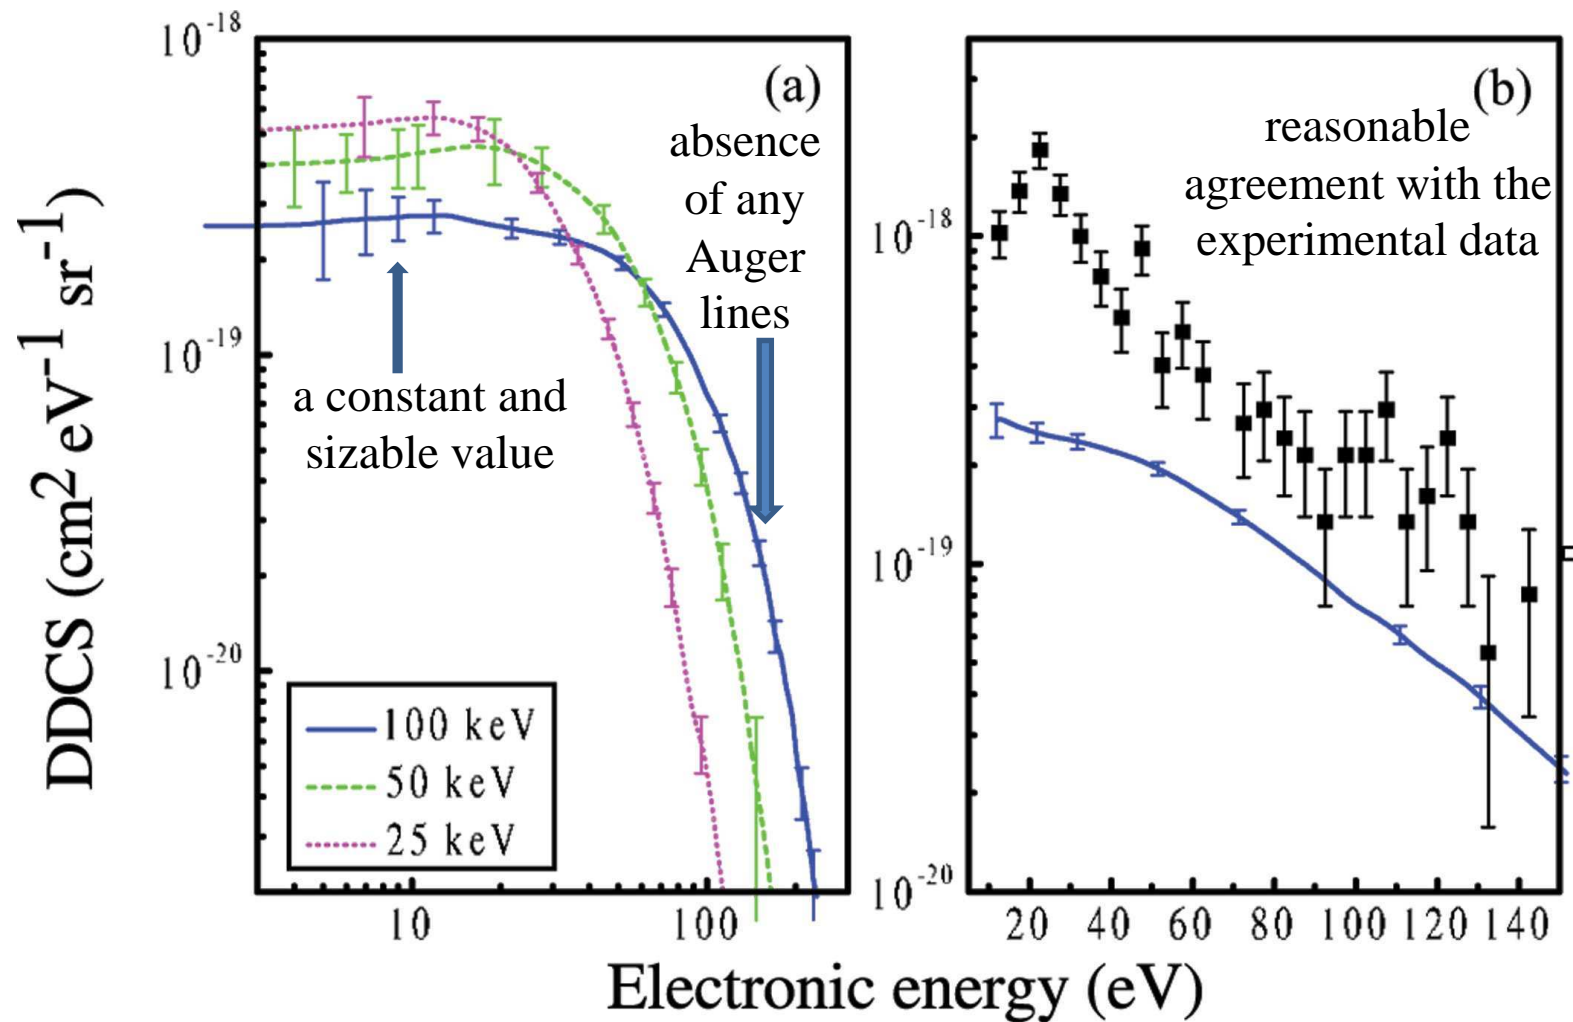 DDCS (cm2 eV-1 sr-1)
10-18
10-19
10-20
(a)
absence
of any
Auger
lines
a constant and
sizable value
100 keV
50 keV
25 keV
10 100
(b)
reasonable
agreement with the
experimental data
10-18
10-19
10-20
20 40 60 80 100 120 140
Electronic energy (eV)